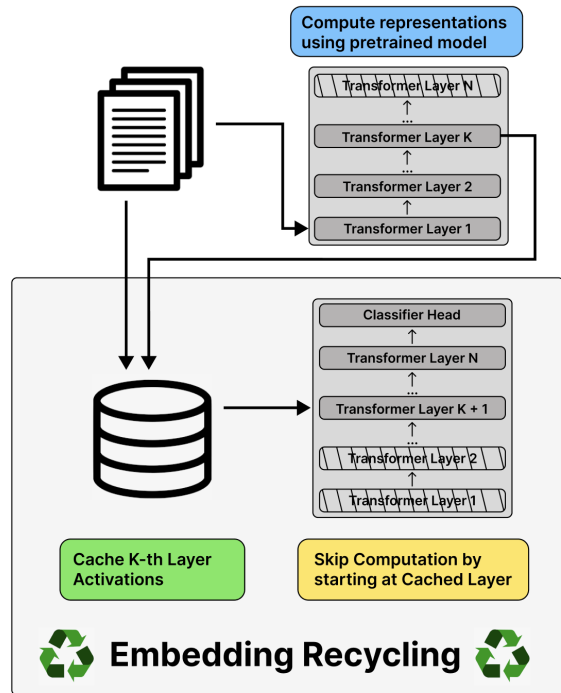 Compute representations
using pretrained model
Transformer Layer N
...
Transformer Layer K
...
Transformer Layer 2
Transformer Layer 1
Classifier Head
Transformer Layer N
...
Transformer Layer K + 1
...
Transformer Layer 2
Transformer Layer 1
Cache K-th Layer
Activations
Skip Computation by
starting at Cached Layer
Embedding Recycling